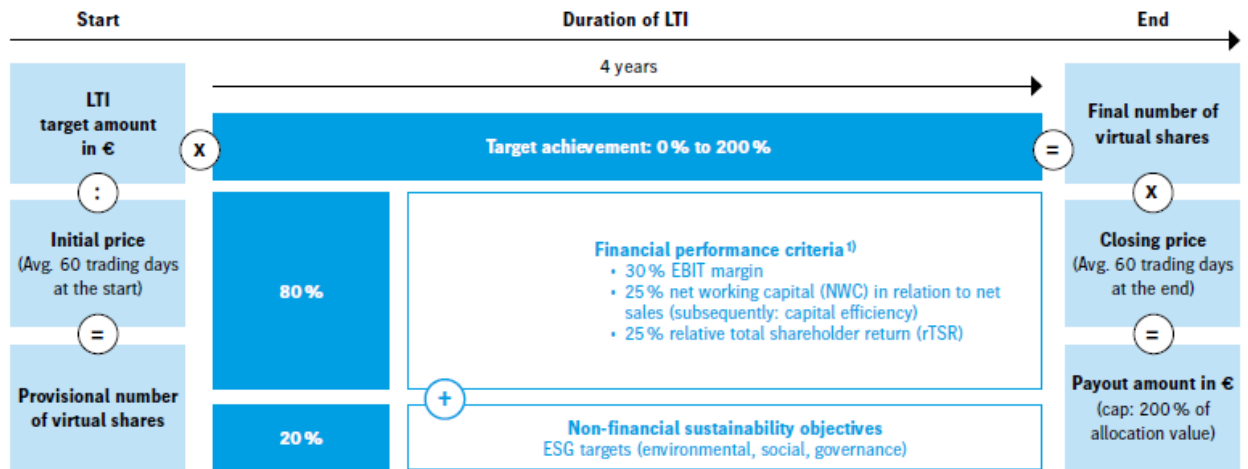 Start
Duration of LTI
End
4 years
LTI
target amount
in €
:
Initial price
(Avg. 60 trading days
at the start)
=
Provisional number
of virtual shares
x
Target achievement: 0 % to 200 %
=
80 %
Financial performance criteria 1)
• 30 % EBIT margin
• 25 % net working capital (NWC) in relation to net
sales (subsequently: capital efficiency)
• 25 % relative total shareholder return (rTSR)
+
20 %
Non-financial sustainability objectives
ESG targets (environmental, social, governance)
Final number of
virtual shares
x
Closing price
(Avg. 60 trading days
at the end)
=
Payout amount in €
(cap: 200 % of
allocation value)